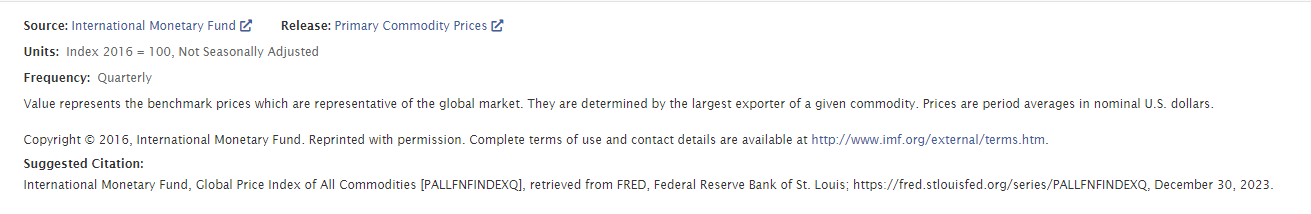 Source: International Monetary Fund Release: Primary Commodity Prices
Units: Index 2016 = 100, Not Seasonally Adjusted
Frequency: Quarterly
Value represents the benchmark prices which are representative of the global market. They are determined by the largest exporter of a given commodity. Prices are period averages in nominal U.S. dollars.
Copyright © 2016, International Monetary Fund. Reprinted with permission. Complete terms of use and contact details are available at http://www.imf.org/external/terms.htm.
Suggested Citation:
International Monetary Fund, Global Price Index of All Commodities [PALLFNFINDEXQ], retrieved from FRED, Federal Reserve Bank of St. Louis; https://fred.stlouisfed.org/series/PALLFNFINDEXQ, December 30, 2023.